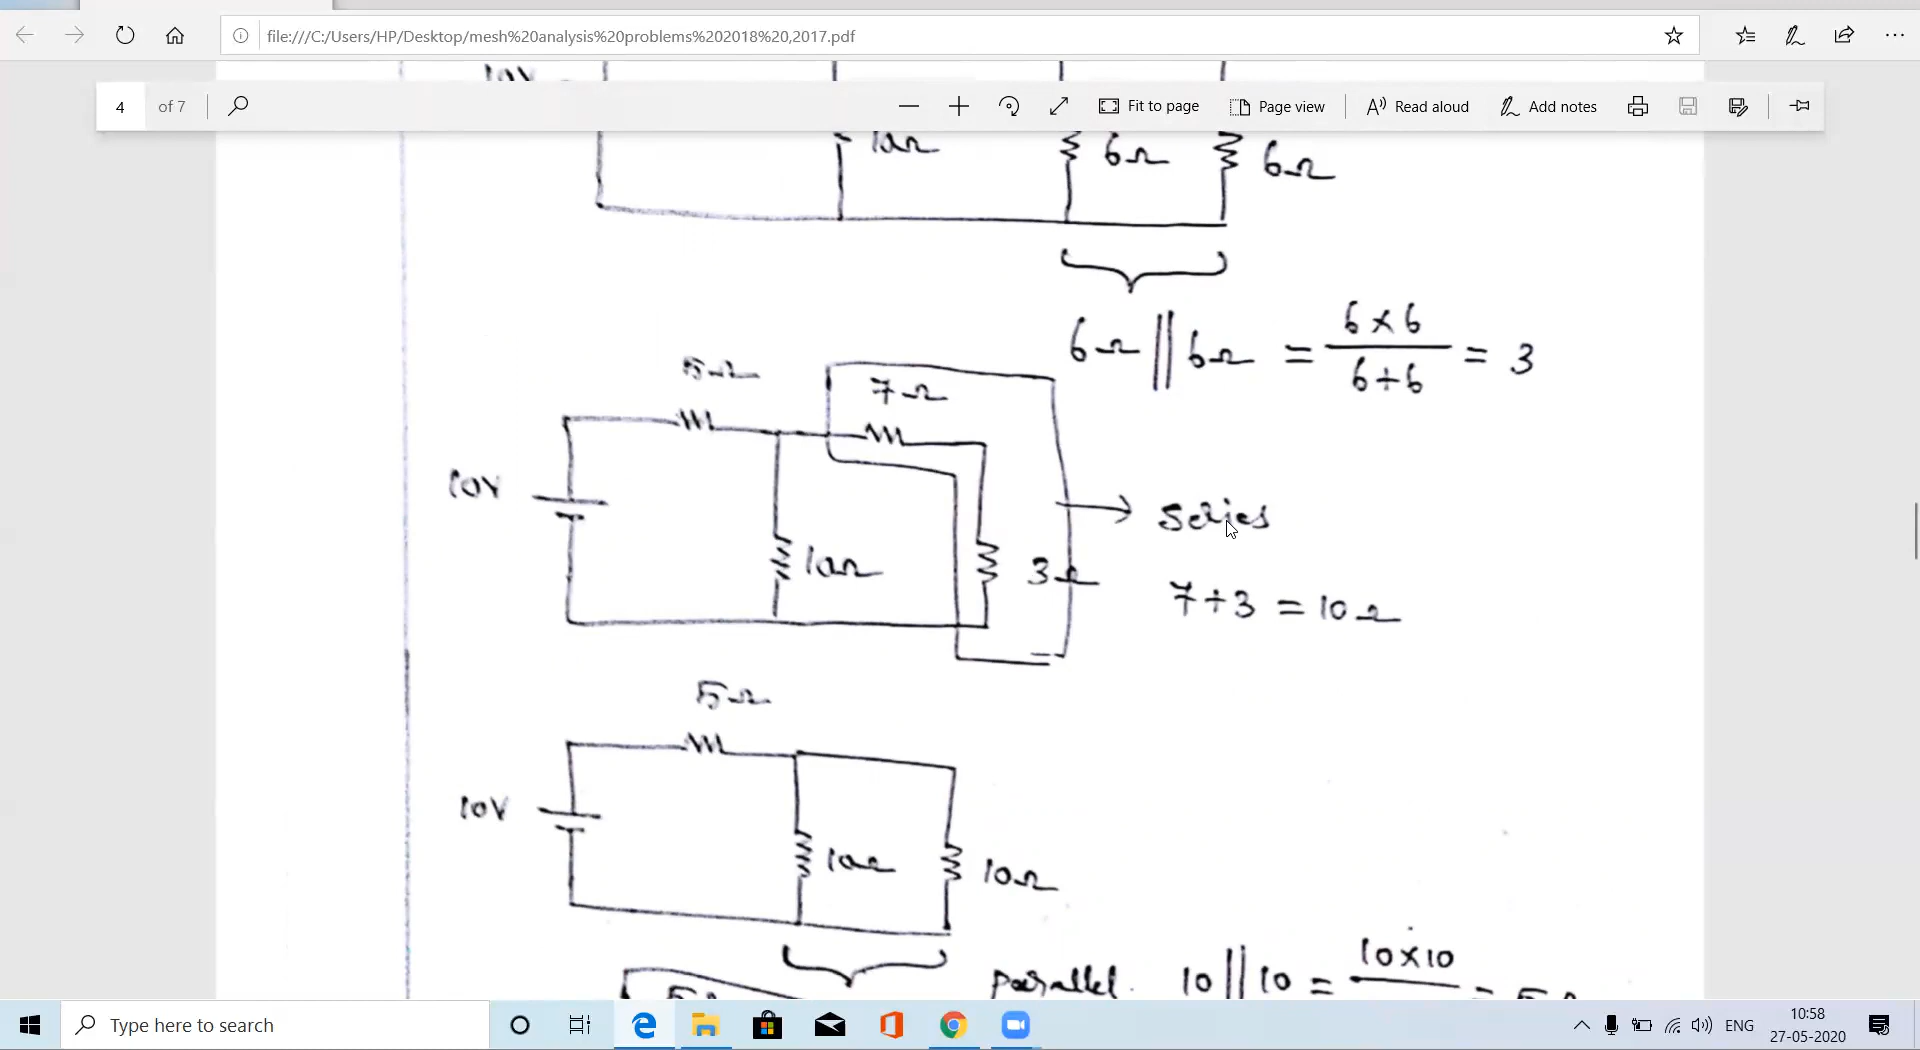 file:///C:/Users/HP/Desktop/mesh%20analysis%20problems%202018%20,2017.pdf
10V
4 of 7
Fit to page
Page view
Read aloud
Add notes
10Ω 6Ω 6Ω
6Ω || 6Ω = 6×6 / 6+6 = 3
5Ω
7Ω
10V
series
10Ω 3Ω
7+3 = 10Ω
5Ω
10V
10Ω 10Ω
parallel. 10 || 10 = 10×10 = 5Ω
5Ω
Type here to search
ENG
10:58
27-05-2020